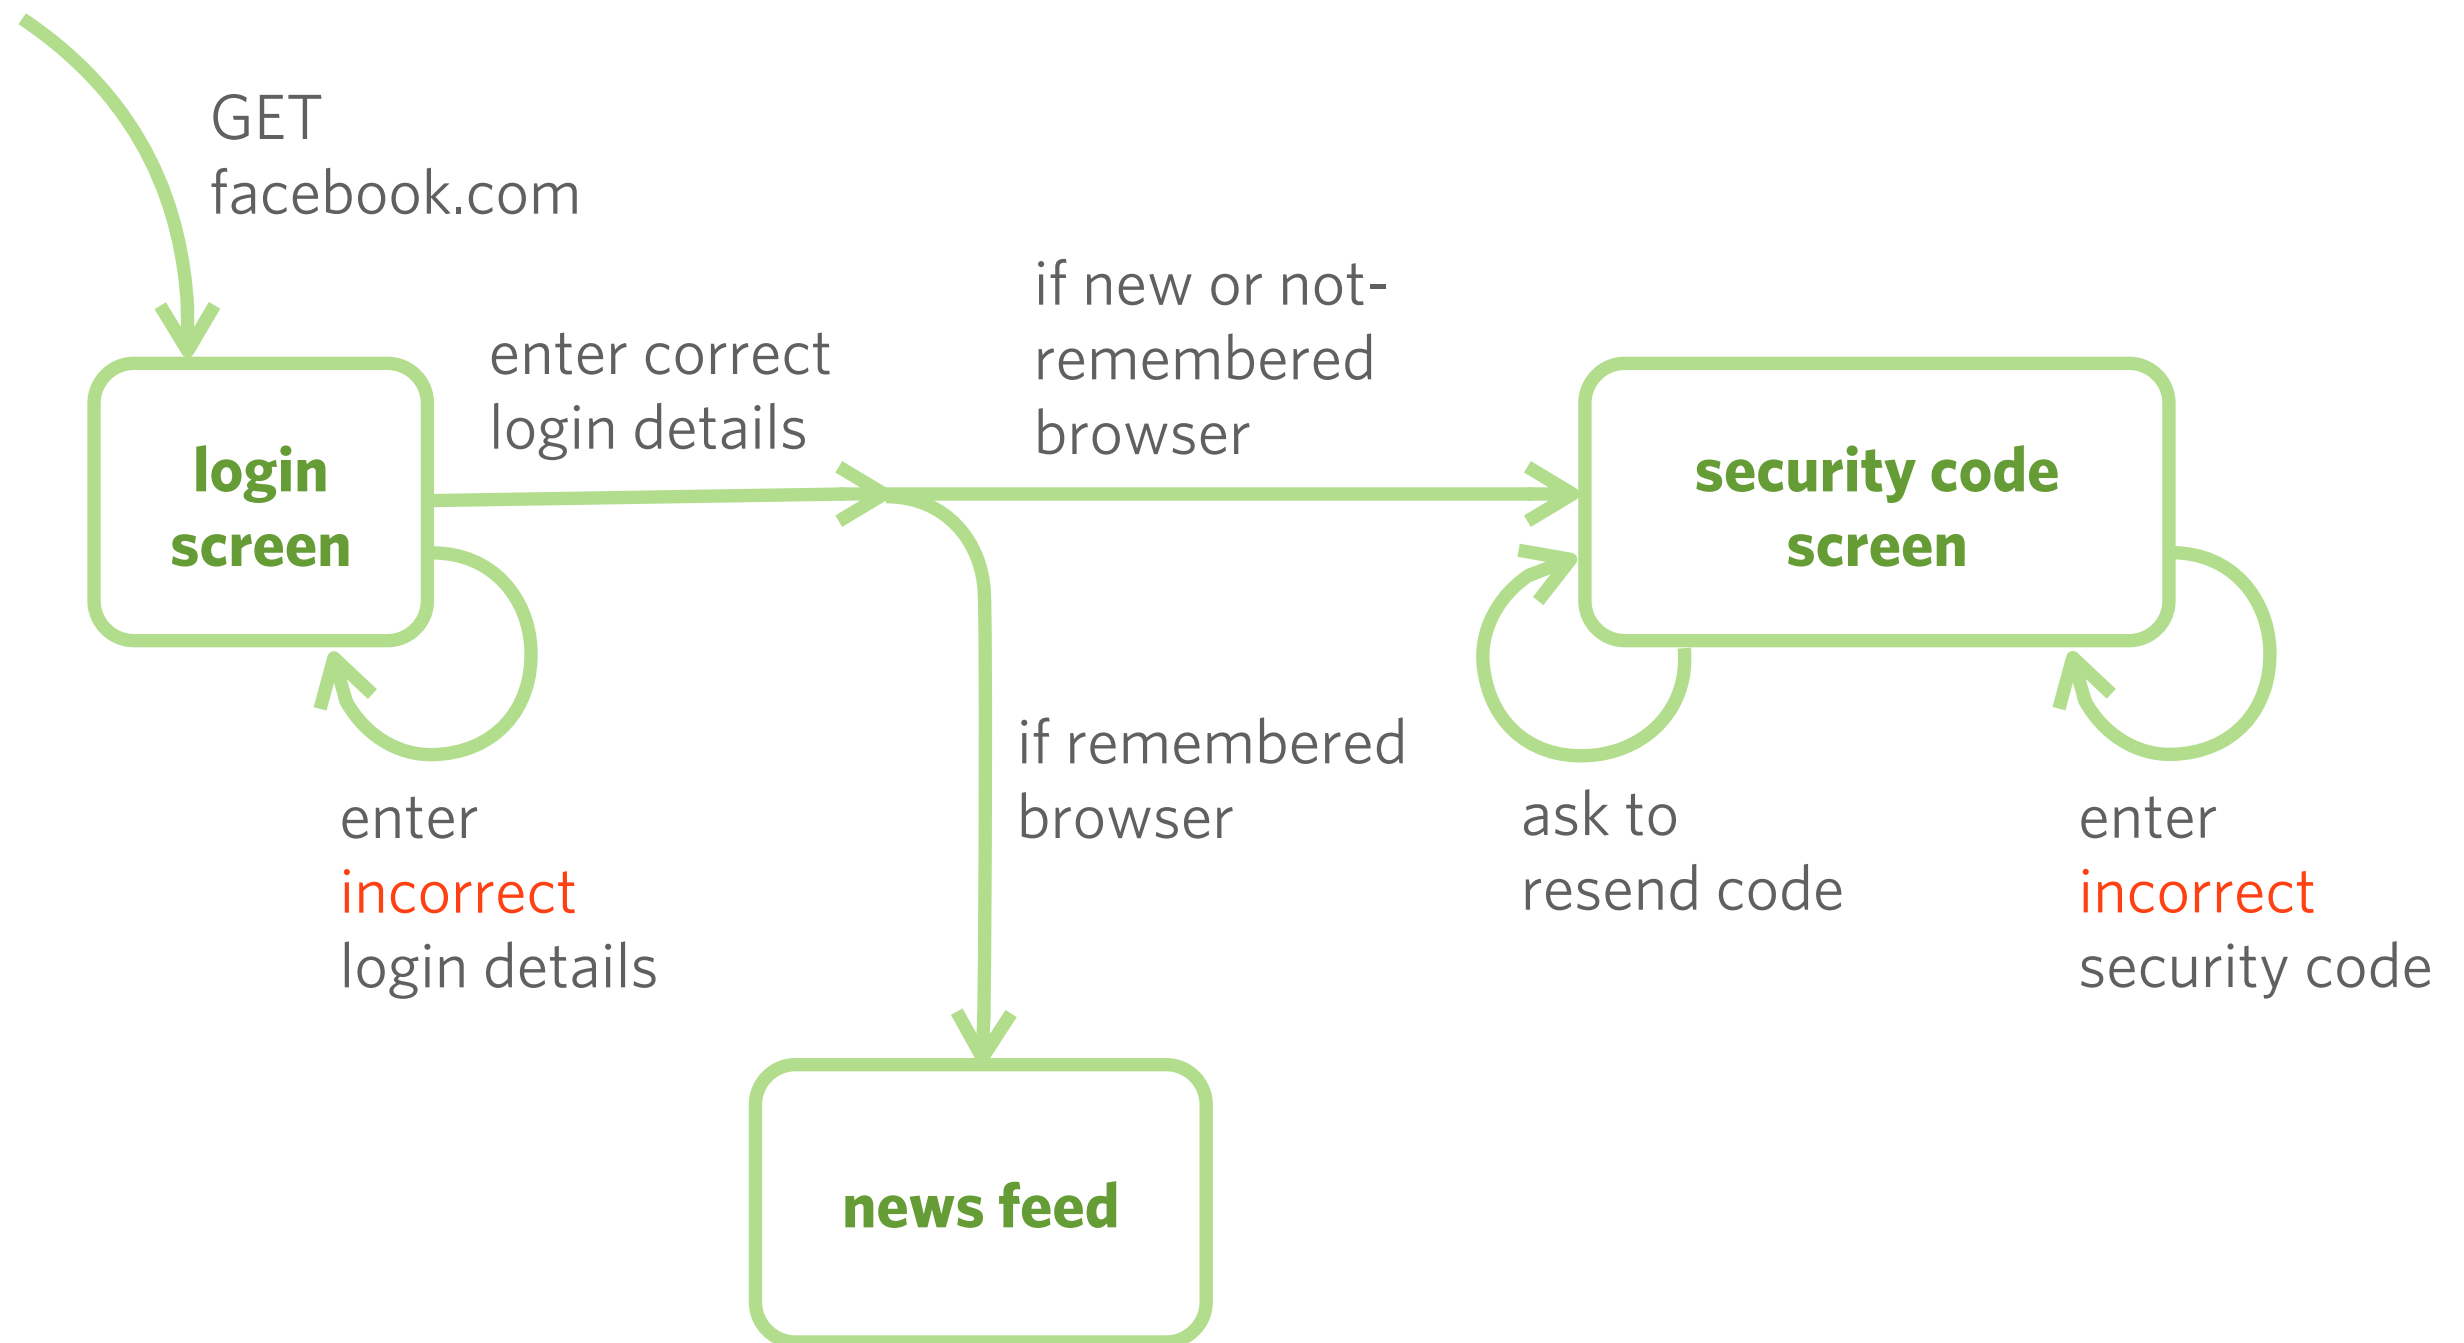 GET
facebook.com
enter correct
login details
if new or not-
remembered
browser
login
screen
security code
screen
if remembered
browser
enter
incorrect
login details
ask to
resend code
enter
incorrect
security code
news feed